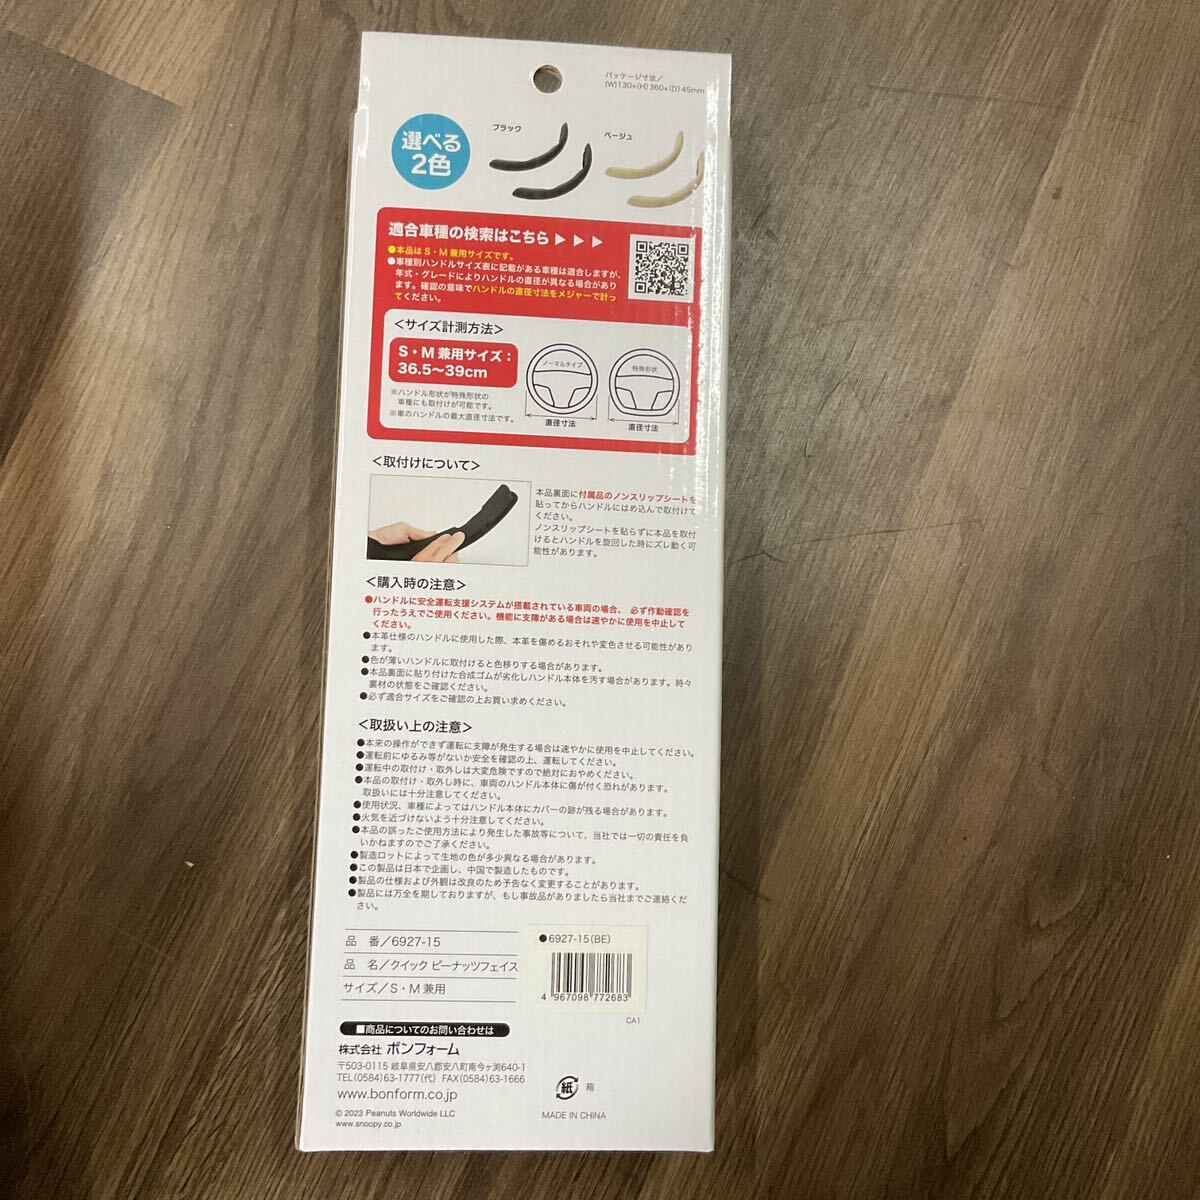 パッケージ寸法／
(W)130×(H)360×(D)45mm
選べる
2色
ブラック
ベージュ
適合車種の検索はこちら ▶ ▶ ▶
●本品はS・M兼用サイズです。
●車種別ハンドルサイズ表に記載がある車種は適合しますが、
年式・グレードによりハンドルの直径が異なる場合があり
ます。確認の意味でハンドルの直径寸法をメジャーで計っ
てください。
＜サイズ計測方法＞
S・M 兼用サイズ：
36.5〜39cm
※ハンドル形状が特殊形状の
車種にも取付けが可能です。
※車のハンドルの最大直径寸法です。
ノーマルタイプ
直径寸法
特殊形状
直径寸法
＜取付けについて＞
本品裏面に付属品のノンスリップシートを
貼ってからハンドルにはめ込んで取付けて
ください。
ノンスリップシートを貼らずに本品を取付
けるとハンドルを旋回した時にズレ動く可
能性があります。
＜購入時の注意＞
●ハンドルに安全運転支援システムが搭載されている車両の場合、必ず作動確認を
行ったうえでご使用ください。機能に支障がある場合は速やかに使用を中止して
ください。
●本革仕様のハンドルに使用した際、本革を傷めるおそれや変色させる可能性があり
ます。
●色が薄いハンドルに取付けると色移りする場合があります。
●本品裏面に貼り付けた合成ゴムが劣化しハンドル本体を汚す場合があります。時々
裏材の状態をご確認ください。
●必ず適合サイズをご確認の上お買い求めください。
＜取扱い上の注意＞
●本来の操作ができず運転に支障が発生する場合は速やかに使用を中止してください。
●運転前にゆるみ等がないか安全を確認の上、運転してください。
●運転中の取付け・取外しは大変危険ですので絶対におやめください。
●本品の取付け・取外し時に、車両のハンドル本体に傷が付く恐れがあります。
取扱いには十分注意してください。
●使用状況、車種によってはハンドル本体にカバーの跡が残る場合があります。
●火気を近づけないよう十分注意してください。
●本品の誤ったご使用方法により発生した事故等について、当社では一切の責任を負
いかねますのでご了承ください。
●製造ロットによって生地の色が多少異なる場合があります。
●この製品は日本で企画し、中国で製造したものです。
●製品の仕様および外観は改良のため予告なく変更することがあります。
●製品には万全を期しておりますが、もし事故品がありましたら当社までご連絡くだ
さい。
品 番／6927-15
品 名／クイック ピーナッツフェイス
サイズ／S・M 兼用
●6927-15(BE)
4 967098 772683
CA1
■商品についてのお問い合わせは
株式会社 ボンフォーム
〒503-0115 岐阜県安八郡安八町南今ヶ渕640-1
TEL(0584)63-1777(代) FAX(0584)63-1666
www.bonform.co.jp
© 2023 Peanuts Worldwide LLC
www.snoopy.co.jp
紙 箱
MADE IN CHINA